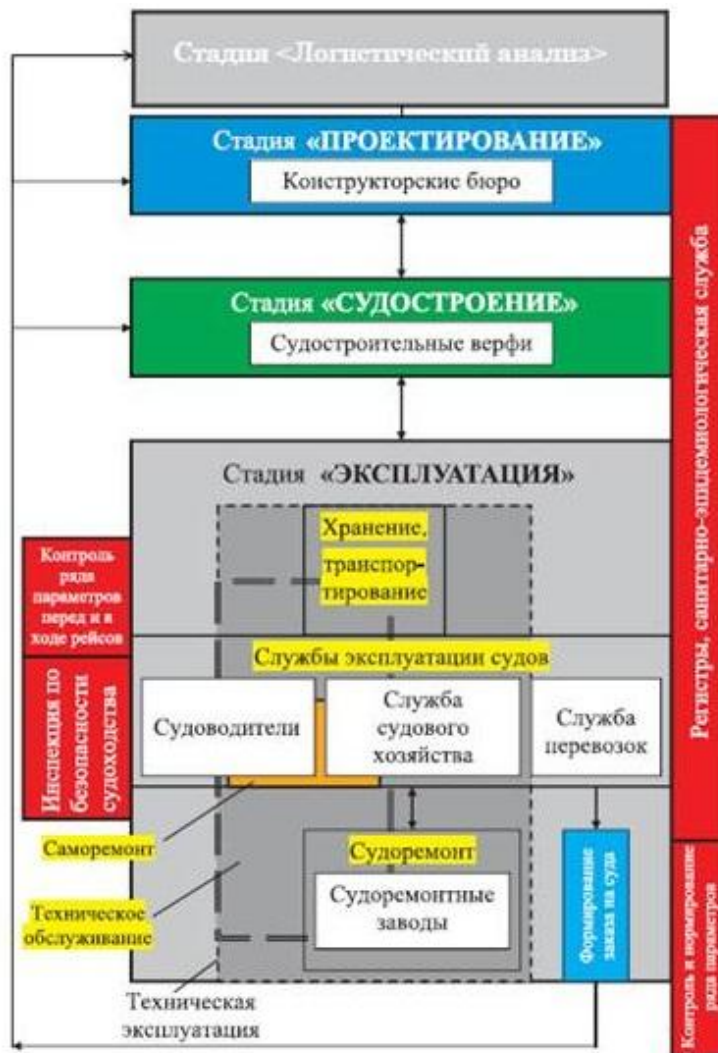 Стадия <Логистический анализ>
Стадия «ПРОЕКТИРОВАНИЕ»
Конструкторские бюро
Стадия «СУДОСТРОЕНИЕ»
Судостроительные верфи
Регистры, санитарно-эпидемиологическая служба
Стадия «ЭКСПЛУАТАЦИЯ»
Хранение,
транспор-
тирование
Контроль
ряда
параметров
перед и в
ходе рейсов
Службы эксплуатации судов
Инспекция по
безопасности
судоходства
Судоводители
Служба
судового
хозяйства
Служба
перевозок
Саморемонт
Судоремонт
Судоремонтные
заводы
Техническое
обслуживание
Формирование
заказа на суда
Контроль и нормирование
ряда параметров
Техническая
эксплуатация